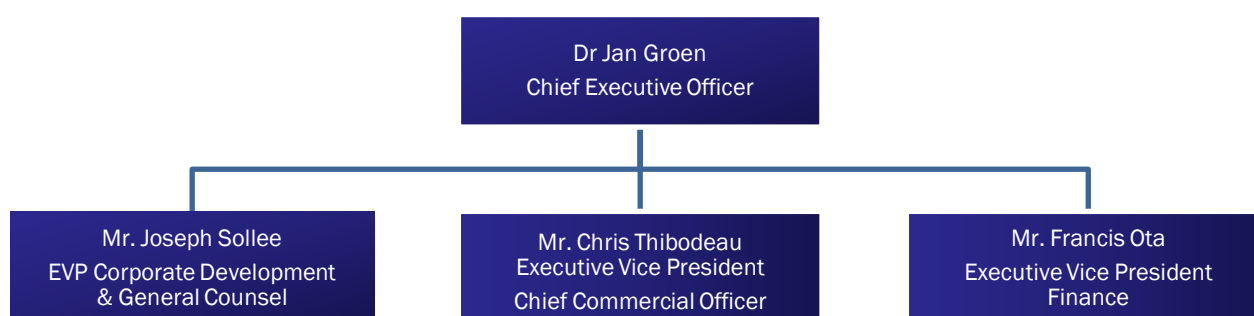 Dr Jan Groen
Chief Executive Officer
Mr. Joseph Sollee
EVP Corporate Development
& General Counsel
Mr. Chris Thibodeau
Executive Vice President
Chief Commercial Officer
Mr. Francis Ota
Executive Vice President
Finance